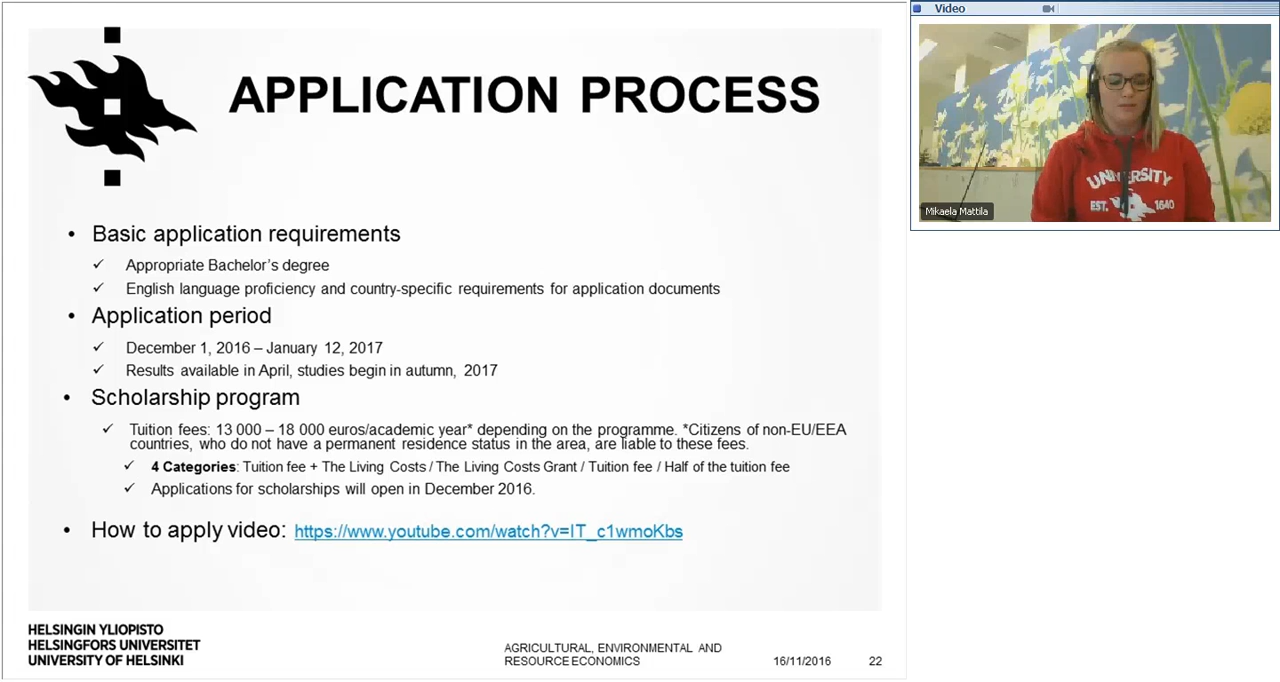 Video
APPLICATION PROCESS
UNIVERSITY
EST. 1640
Mikaela Mattila
• Basic application requirements
✓ Appropriate Bachelor's degree
✓ English language proficiency and country-specific requirements for application documents
• Application period
✓ December 1, 2016 – January 12, 2017
✓ Results available in April, studies begin in autumn, 2017
• Scholarship program
✓ Tuition fees: 13 000 – 18 000 euros/academic year* depending on the programme. *Citizens of non-EU/EEA
countries, who do not have a permanent residence status in the area, are liable to these fees.
✓ 4 Categories: Tuition fee + The Living Costs / The Living Costs Grant / Tuition fee / Half of the tuition fee
✓ Applications for scholarships will open in December 2016.
• How to apply video: https://www.youtube.com/watch?v=IT_c1wmoKbs
HELSINGIN YLIOPISTO
HELSINGFORS UNIVERSITET
UNIVERSITY OF HELSINKI
AGRICULTURAL, ENVIRONMENTAL AND
RESOURCE ECONOMICS
16/11/2016
22